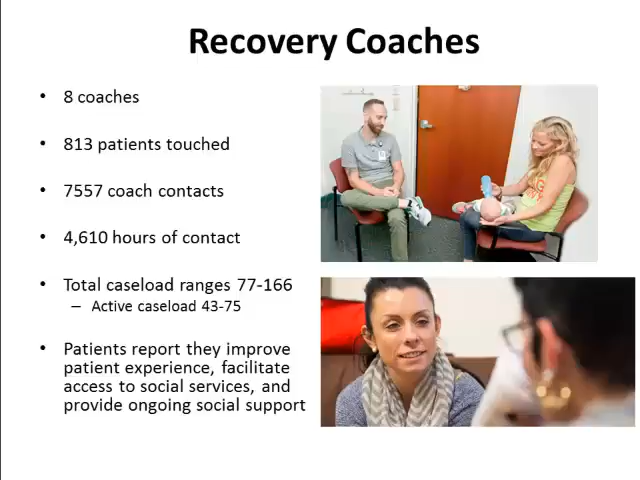 Recovery Coaches
• 8 coaches
• 813 patients touched
• 7557 coach contacts
• 4,610 hours of contact
• Total caseload ranges 77-166
– Active caseload 43-75
• Patients report they improve
patient experience, facilitate
access to social services, and
provide ongoing social support